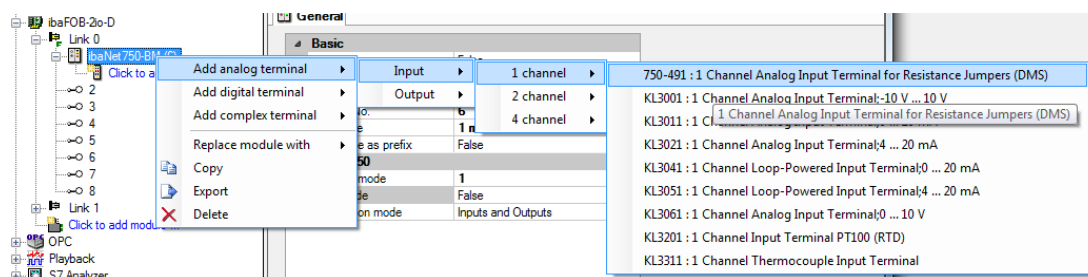 ibaFOB-2io-D
Link 0
ibaNet750-BM
Click to a
2
3
4
5
6
7
8
Link 1
Click to add module ...
OPC
Playback
S7 Analyzer
General
Basic
False
No. 6
1 m
e as prefix False
50
mode 1
de False
on mode Inputs and Outputs
Add analog terminal
Add digital terminal
Add complex terminal
Replace module with
Copy
Export
Delete
Input
Output
1 channel
2 channel
4 channel
750-491 : 1 Channel Analog Input Terminal for Resistance Jumpers (DMS)
KL3001 : 1 Channel Analog Input Terminal;-10 V ... 10 V
KL3011 : 1
1 Channel Analog Input Terminal for Resistance Jumpers (DMS)
KL3021 : 1 Channel Analog Input Terminal;4 ... 20 mA
KL3041 : 1 Channel Loop-Powered Input Terminal;0 ... 20 mA
KL3051 : 1 Channel Loop-Powered Input Terminal;4 ... 20 mA
KL3061 : 1 Channel Analog Input Terminal;0 ... 10 V
KL3201 : 1 Channel Input Terminal PT100 (RTD)
KL3311 : 1 Channel Thermocouple Input Terminal